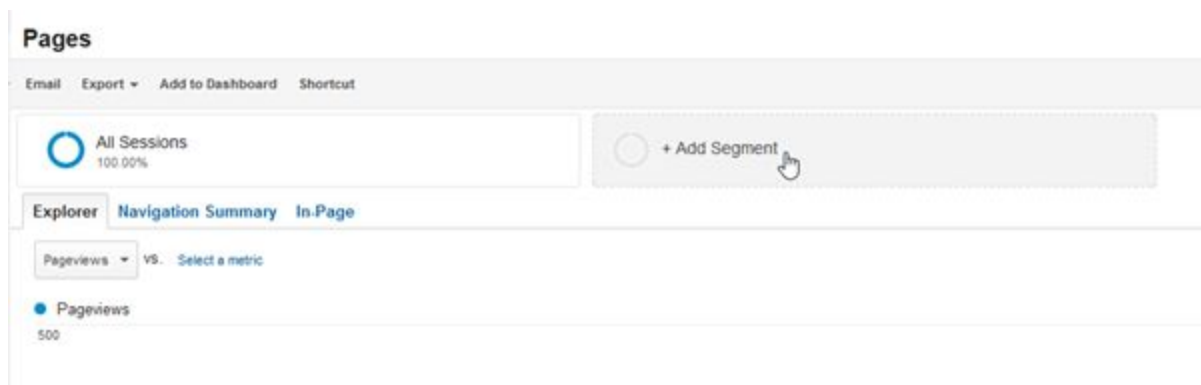 Pages
Email Export Add to Dashboard Shortcut
All Sessions
100.00%
+ Add Segment
Explorer Navigation Summary In-Page
Pageviews VS. Select a metric
Pageviews
500